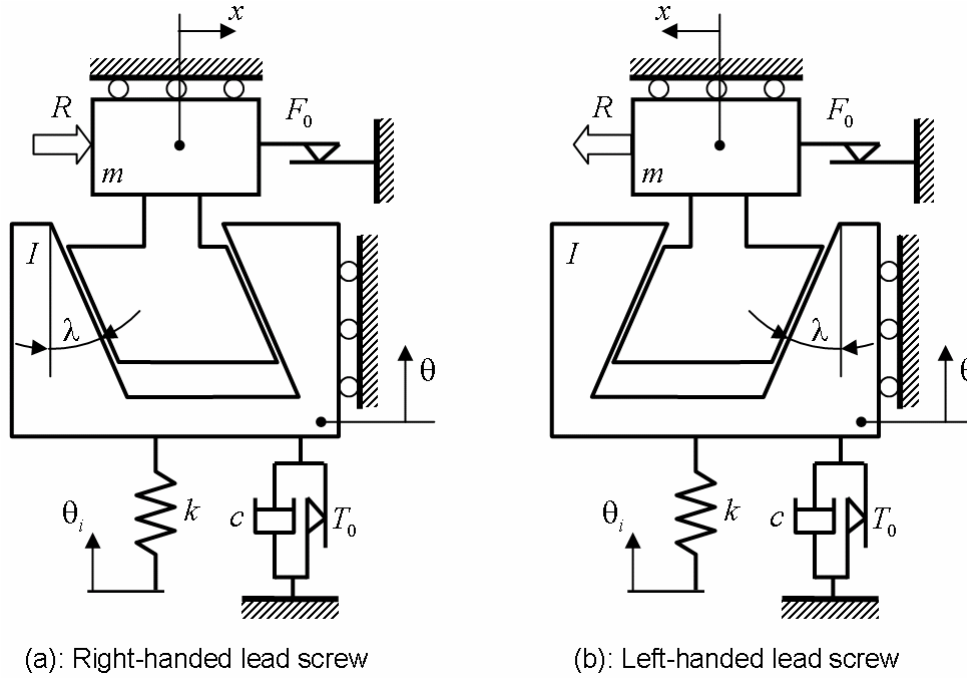 x
x
R
F₀
R
F₀
m
m
I
I
λ
λ
θ
θ
θᵢ
k
c
T₀
θᵢ
k
c
T₀
(a): Right-handed lead screw
(b): Left-handed lead screw